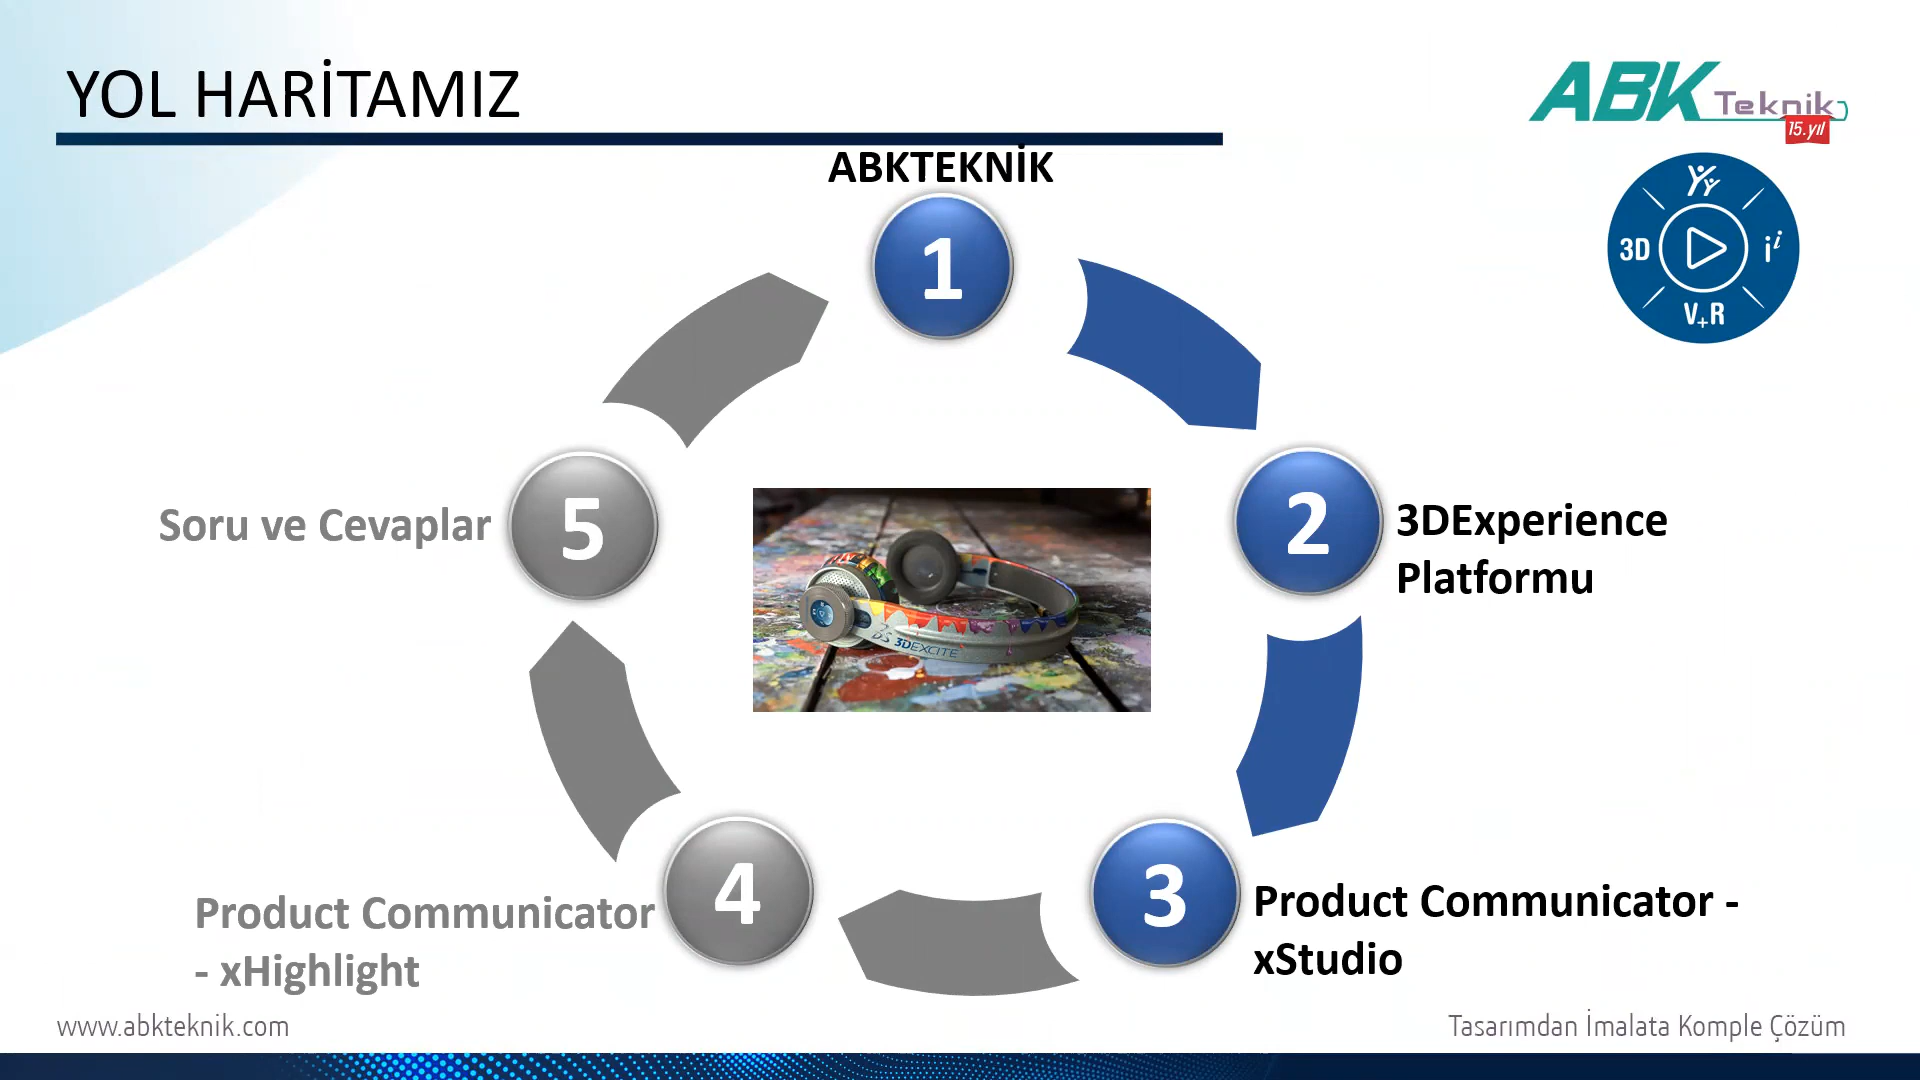 YOL HARİTAMIZ
ABK Teknik
15.yıl
ABKTEKNİK
1
3D
i i
V+R
2
3DExperience
Platformu
3
Product Communicator -
xStudio
4
Product Communicator
- xHighlight
5
Soru ve Cevaplar
3DEXCITE
www.abkteknik.com
Tasarımdan İmalata Komple Çözüm